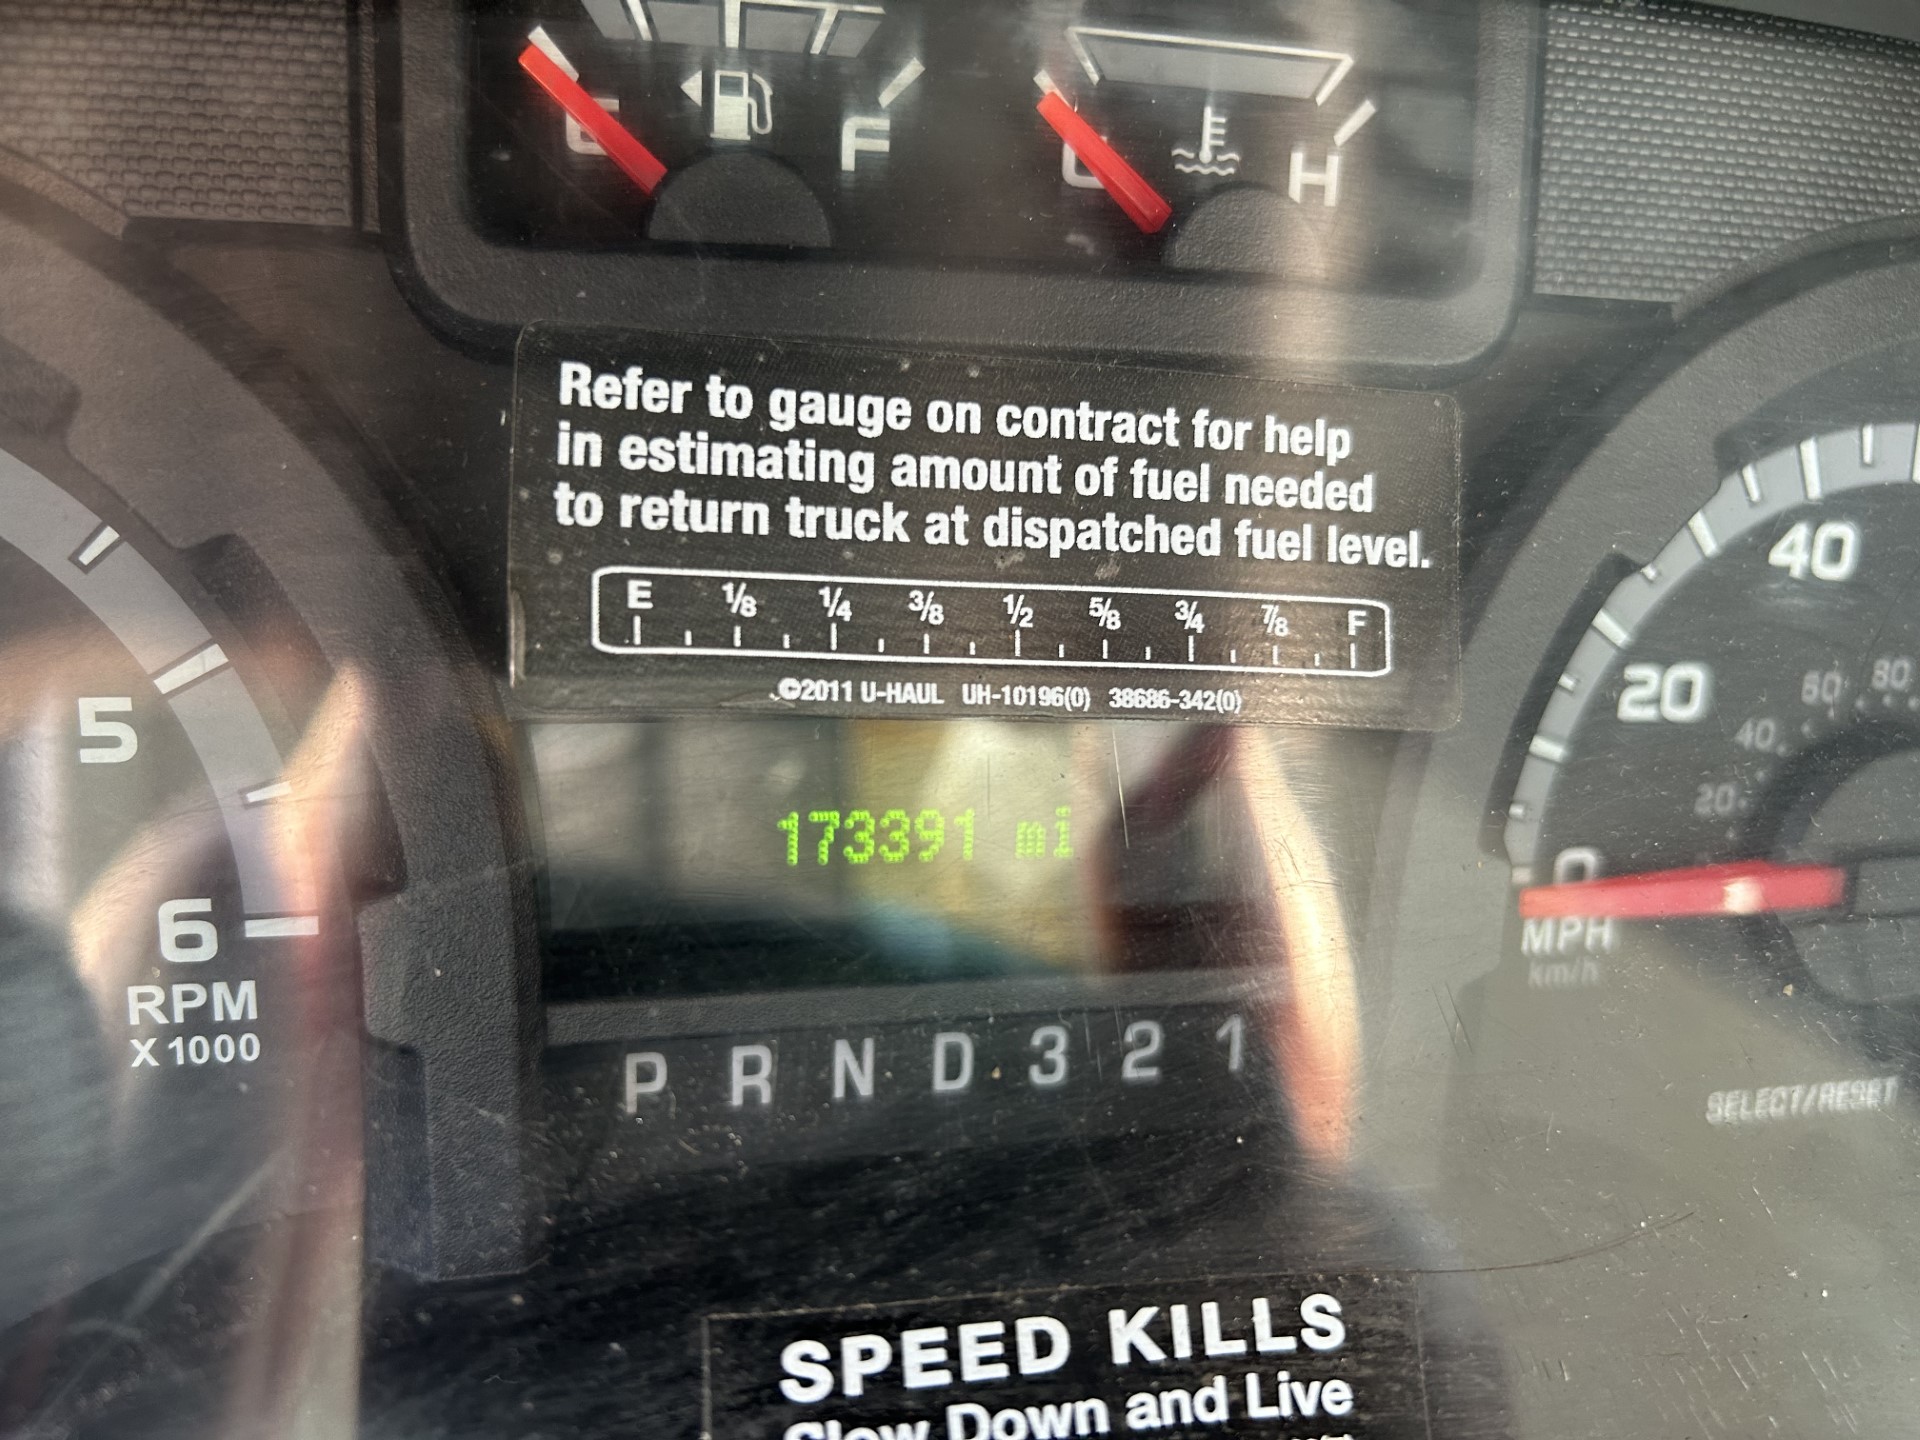 E F
C H
Refer to gauge on contract for help
in estimating amount of fuel needed
to return truck at dispatched fuel level.
E 1/8 1/4 3/8 1/2 5/8 3/4 7/8 F
©2011 U-HAUL UH-10196(0) 38686-342(0)
5
6
RPM
X1000
173391 mi
40
20
0
MPH
km/h
20
40
60
80
P R N D 3 2 1
SELECT/RESET
SPEED KILLS
Slow Down and Live